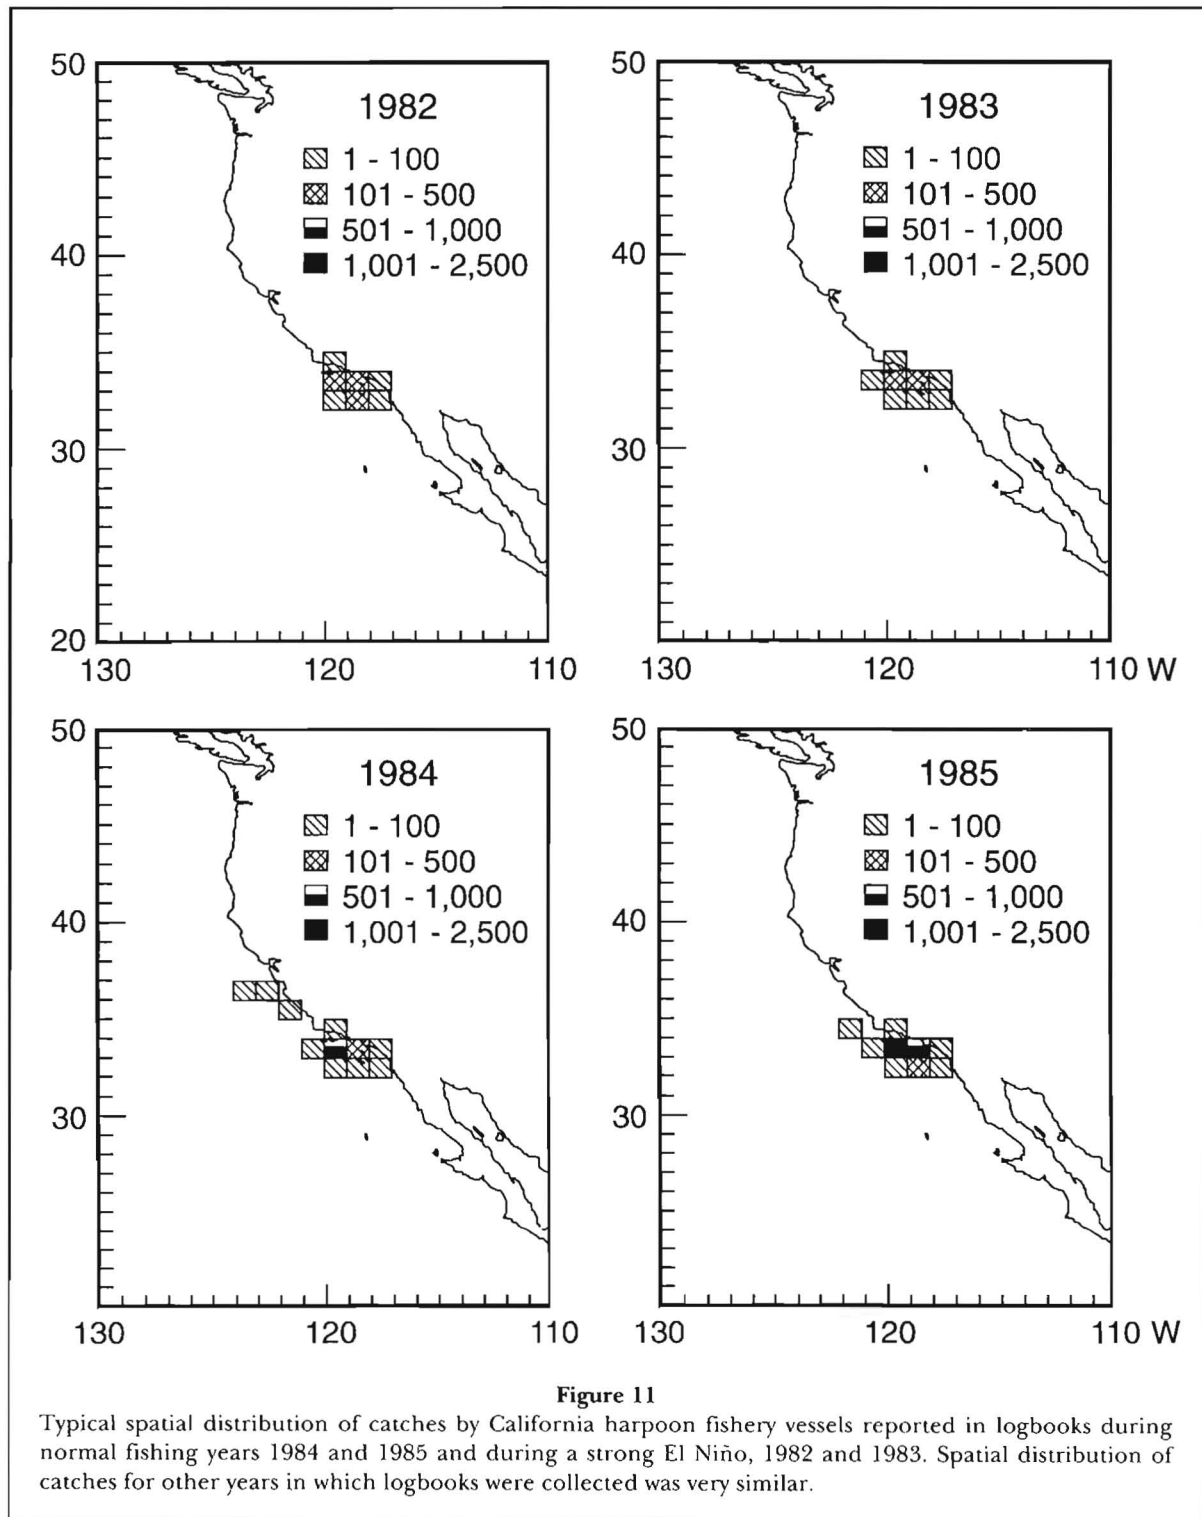 50
1982
1 - 100
101 - 500
501 - 1,000
1,001 - 2,500
40
30
20
130
120
110
50
1983
1 - 100
101 - 500
501 - 1,000
1,001 - 2,500
40
30
130
120
110 W
50
1984
1 - 100
101 - 500
501 - 1,000
1,001 - 2,500
40
30
130
120
110
50
1985
1 - 100
101 - 500
501 - 1,000
1,001 - 2,500
40
30
130
120
110 W
Figure 11
Typical spatial distribution of catches by California harpoon fishery vessels reported in logbooks during
normal fishing years 1984 and 1985 and during a strong El Niño, 1982 and 1983. Spatial distribution of
catches for other years in which logbooks were collected was very similar.